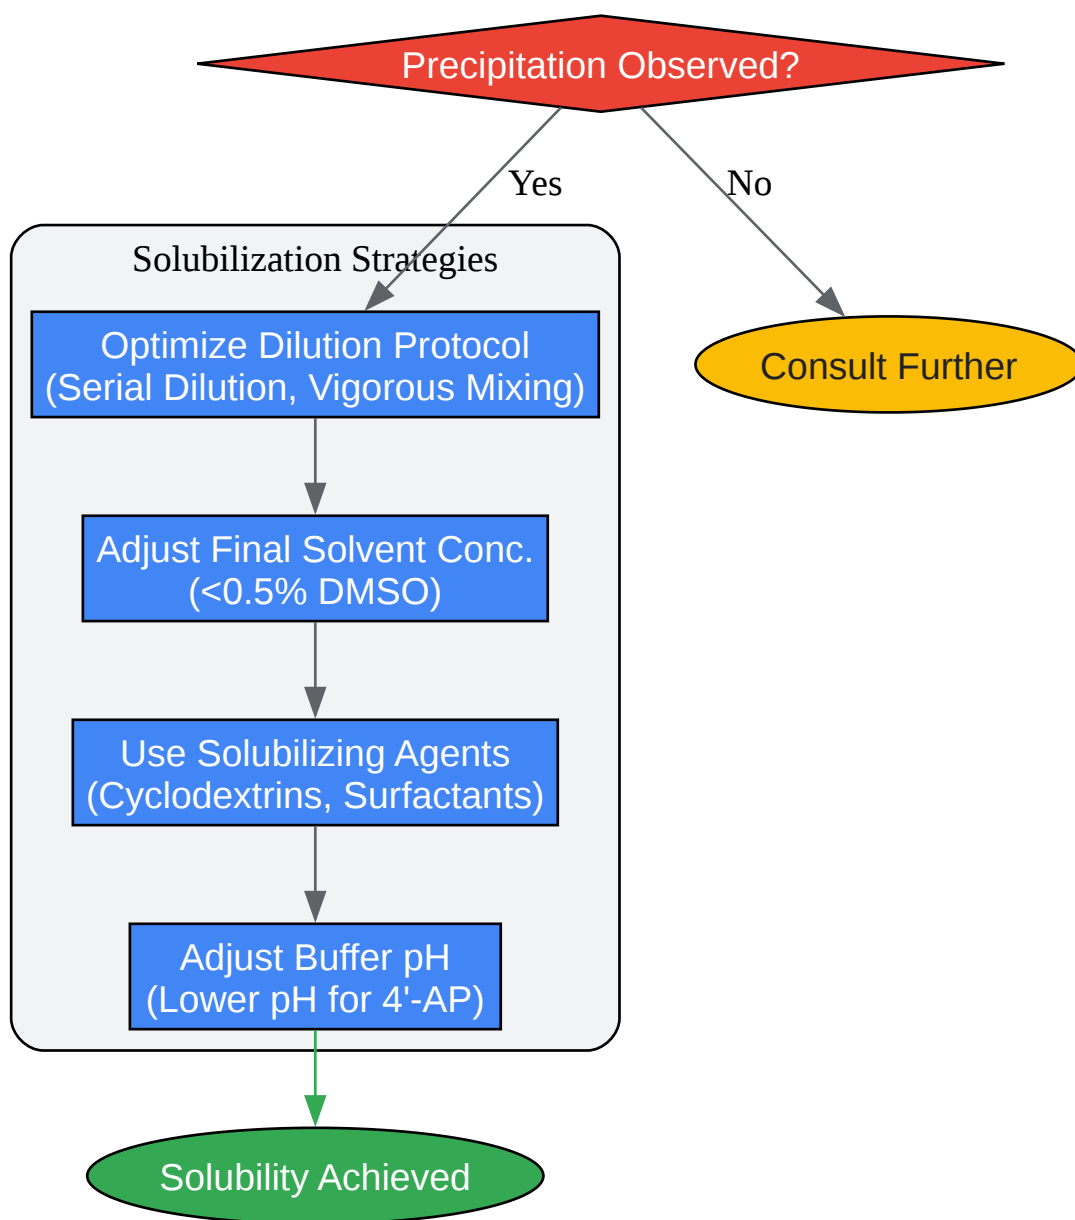 Precipitation Observed?
Yes
No
Solubilization Strategies
Optimize Dilution Protocol
(Serial Dilution, Vigorous Mixing)
Consult Further
Adjust Final Solvent Conc.
(<0.5% DMSO)
Use Solubilizing Agents
(Cyclodextrins, Surfactants)
Adjust Buffer pH
(Lower pH for 4'-AP)
Solubility Achieved